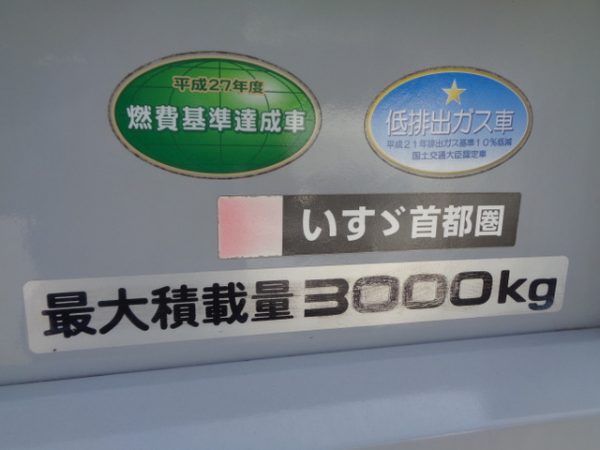 平成27年度
燃費基準達成車
低排出ガス車
平成21年排出ガス基準10%低減
国土交通大臣認定車
いすゞ首都圏
最大積載量3000kg